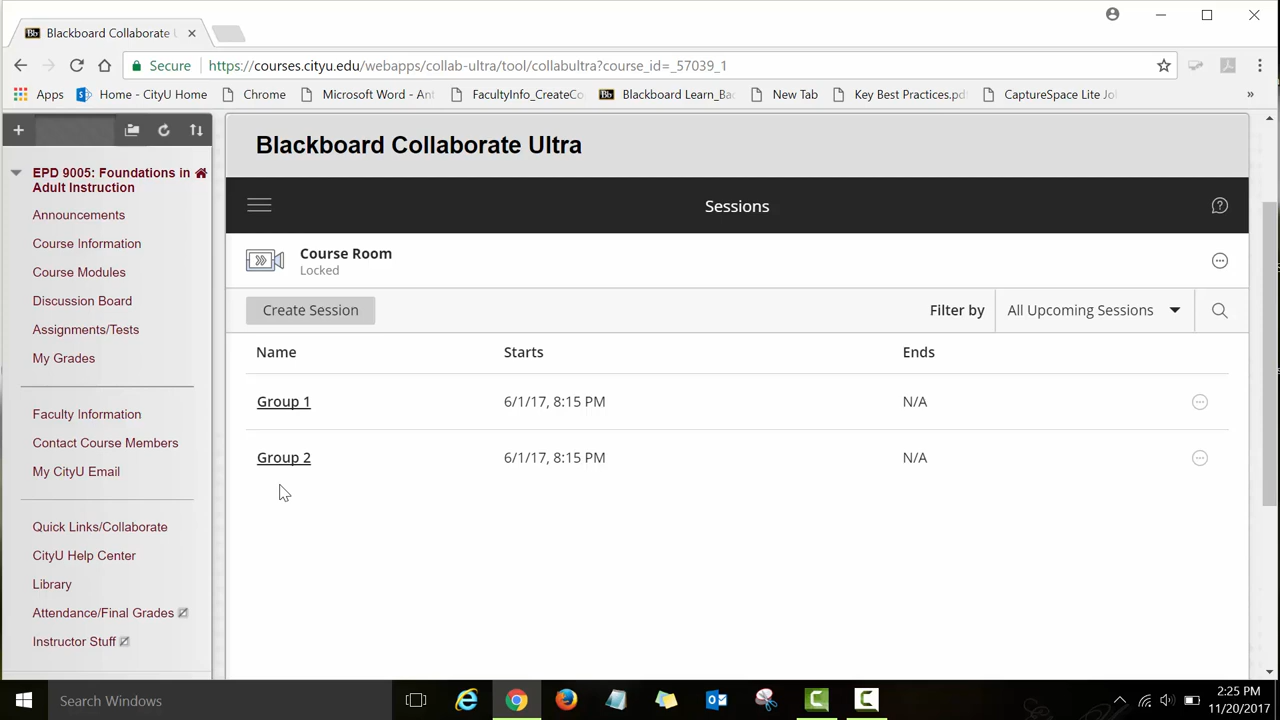 Blackboard Collaborate U
Secure https://courses.cityu.edu/webapps/collab-ultra/tool/collabultra?course_id=_57039_1
Apps Home - CityU Home Chrome Microsoft Word - Ant FacultyInfo_CreateCo Blackboard Learn_Ba New Tab Key Best Practices.pdf CaptureSpace Lite Jo »
EPD 9005: Foundations in
Adult Instruction
Announcements
Course Information
Course Modules
Discussion Board
Assignments/Tests
My Grades
Faculty Information
Contact Course Members
My CityU Email
Quick Links/Collaborate
CityU Help Center
Library
Attendance/Final Grades
Instructor Stuff
Blackboard Collaborate Ultra
Sessions
Course Room
Locked
Create Session Filter by All Upcoming Sessions
Name Starts Ends
Group 1 6/1/17, 8:15 PM N/A
Group 2 6/1/17, 8:15 PM N/A
Search Windows
2:25 PM
11/20/2017